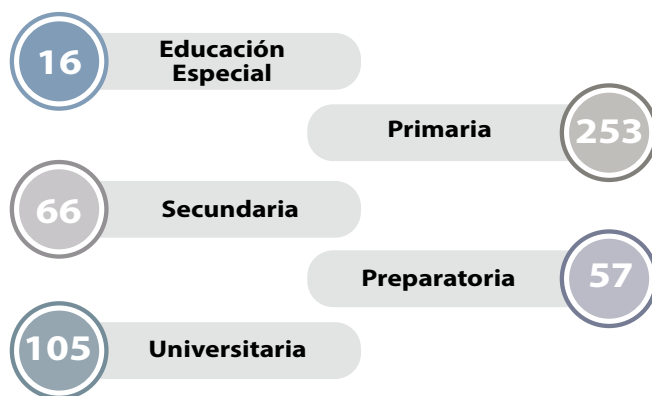 16
Educación
Especial
Primaria
253
66
Secundaria
Preparatoria
57
105
Universitaria